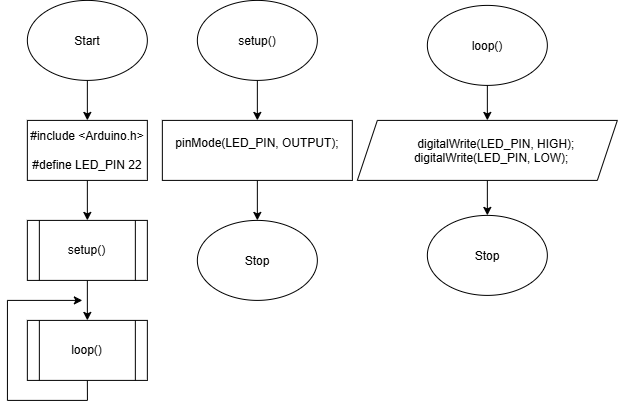 Start
#include <Arduino.h>
#define LED_PIN 22
setup()
loop()
setup()
pinMode(LED_PIN, OUTPUT);
Stop
loop()
digitalWrite(LED_PIN, HIGH);
digitalWrite(LED_PIN, LOW);
Stop